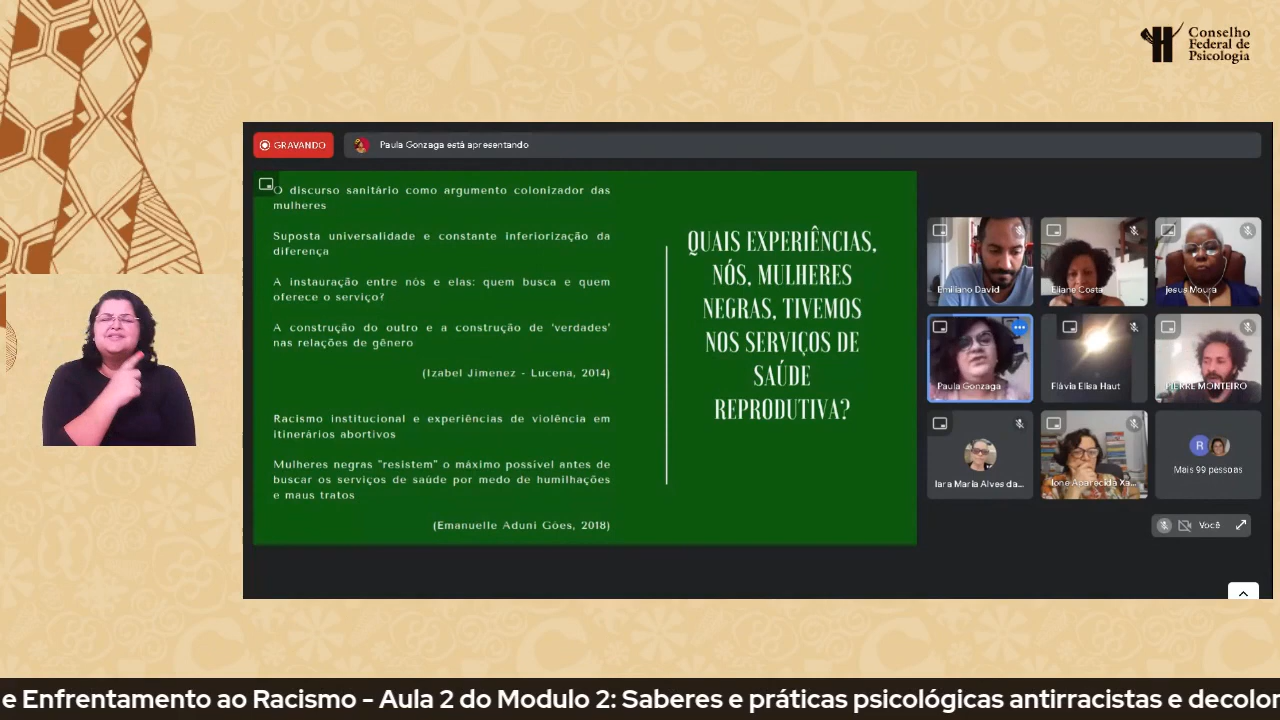 Conselho
Federal de
Psicologia
GRAVANDO
Paula Gonzaga está apresentando
O discurso sanitário como argumento colonizador das
mulheres
Suposta universalidade e constante inferiorização da
diferença
A instauração entre nós e elas: quem busca e quem
oferece o serviço?
A construção do outro e a construção de 'verdades'
nas relações de gênero
(Izabel Jimenez - Lucena, 2014)
Racismo institucional e experiências de violência em
itinerários abortivos
Mulheres negras "resistem" o máximo possível antes de
buscar os serviços de saúde por medo de humilhações
e maus tratos
(Emanuelle Aduni Góes, 2018)
QUAIS EXPERIÊNCIAS,
NÓS, MULHERES
NEGRAS, TIVEMOS
NOS SERVIÇOS DE
SAÚDE
REPRODUTIVA?
Emiliano David
Eliane Costa
Jesus Moura
Paula Gonzaga
Flávia Elisa Haut
PIERRE MONTEIRO
Iara Maria Alves da...
Ione Aparecida Xa...
R
Mais 99 pessoas
Você
e Enfrentamento ao Racismo - Aula 2 do Modulo 2: Saberes e práticas psicológicas antirracistas e decolor